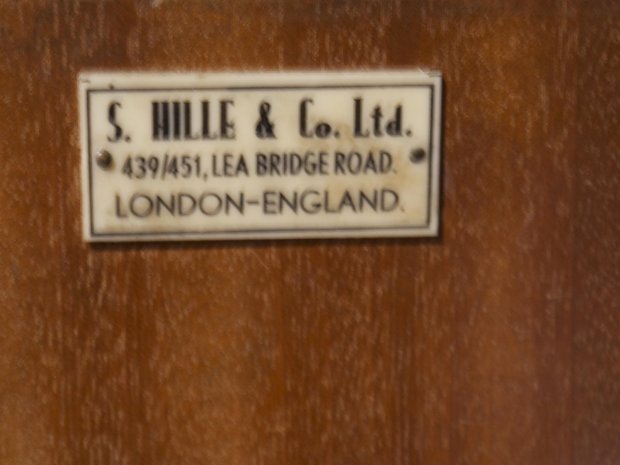 S. HILLE & Co. Ltd.
439/451, LEA BRIDGE ROAD.
LONDON-ENGLAND.